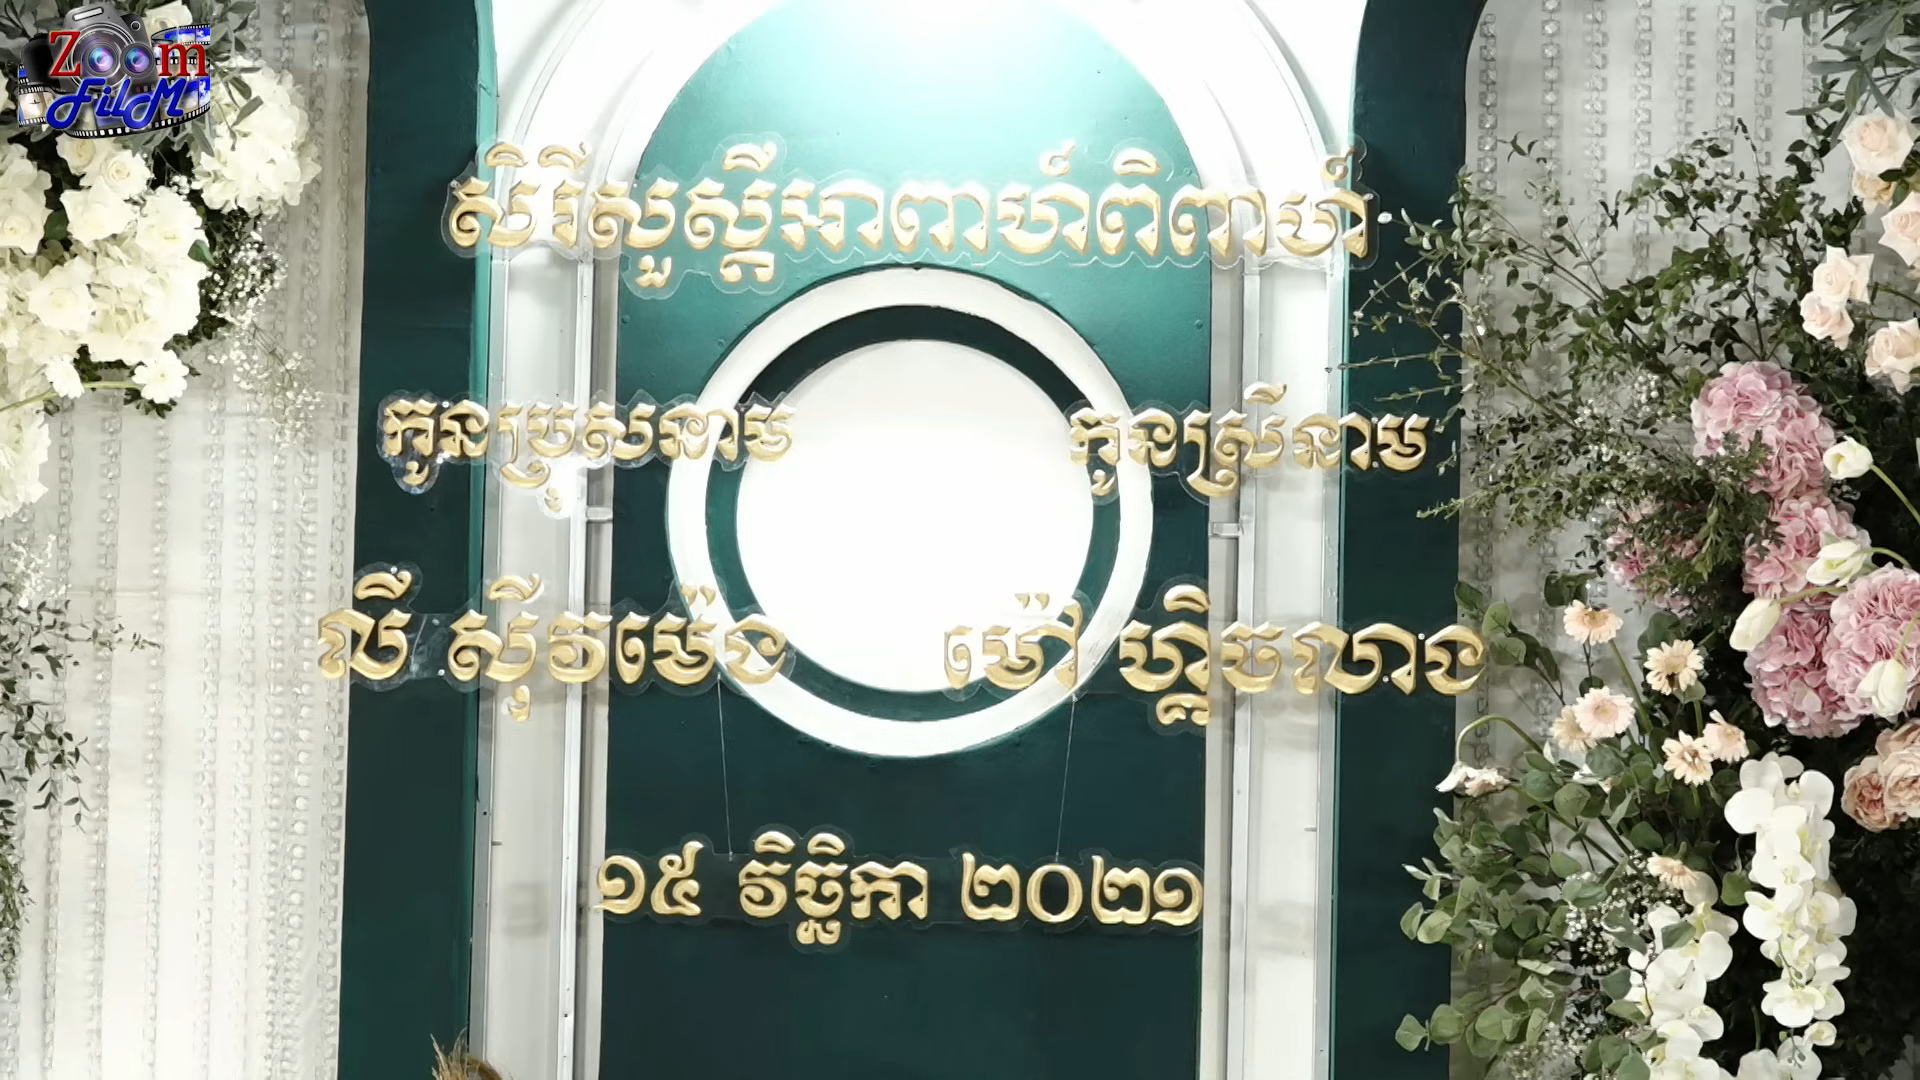 Zoom
FilM
សិរីសួស្តីអាពាហ៍ពិពាហ៍
កូនប្រុសនាម
កូនស្រីនាម
លី ស៊ីវម៉េង
ម៉ៅ ហ្គិចលាង
១៥ វិច្ឆិកា ២០២១